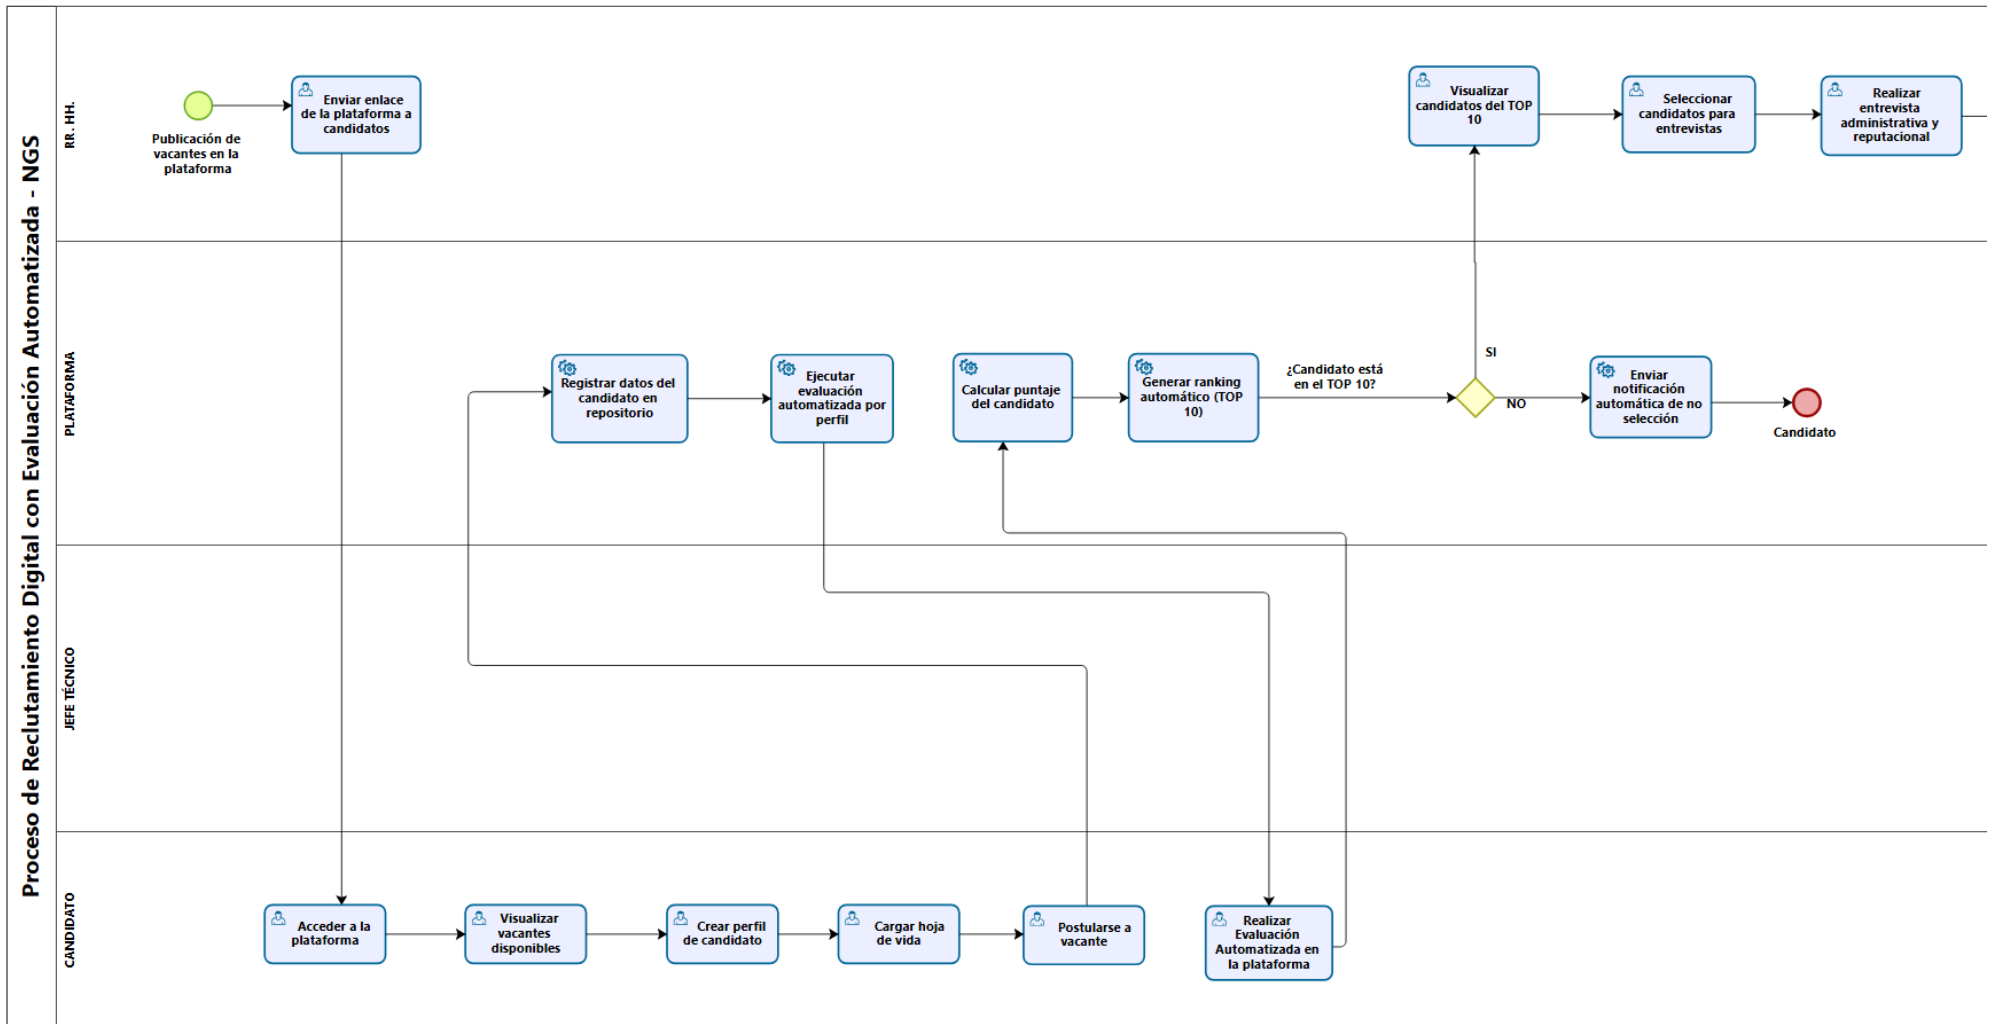 Proceso de Reclutamiento Digital con Evaluación Automatizada - NGS
RR. HH.
Publicación de
vacantes en la
plataforma
Enviar enlace
de la plataforma a
candidatos
Visualizar
candidatos del TOP
10
Seleccionar
candidatos para
entrevistas
Realizar
entrevista
administrativa y
reputacional
PLATAFORMA
Registrar datos del
candidato en
repositorio
Ejecutar
evaluación
automatizada por
perfil
Calcular puntaje
del candidato
Generar ranking
automático (TOP
10)
¿Candidato está
en el TOP 10?
SI
NO
Enviar
notificación
automática de no
selección
Candidato
JEFE TÉCNICO
CANDIDATO
Acceder a la
plataforma
Visualizar
vacantes
disponibles
Crear perfil
de candidato
Cargar hoja
de vida
Postularse a
vacante
Realizar
Evaluación
Automatizada en
la plataforma